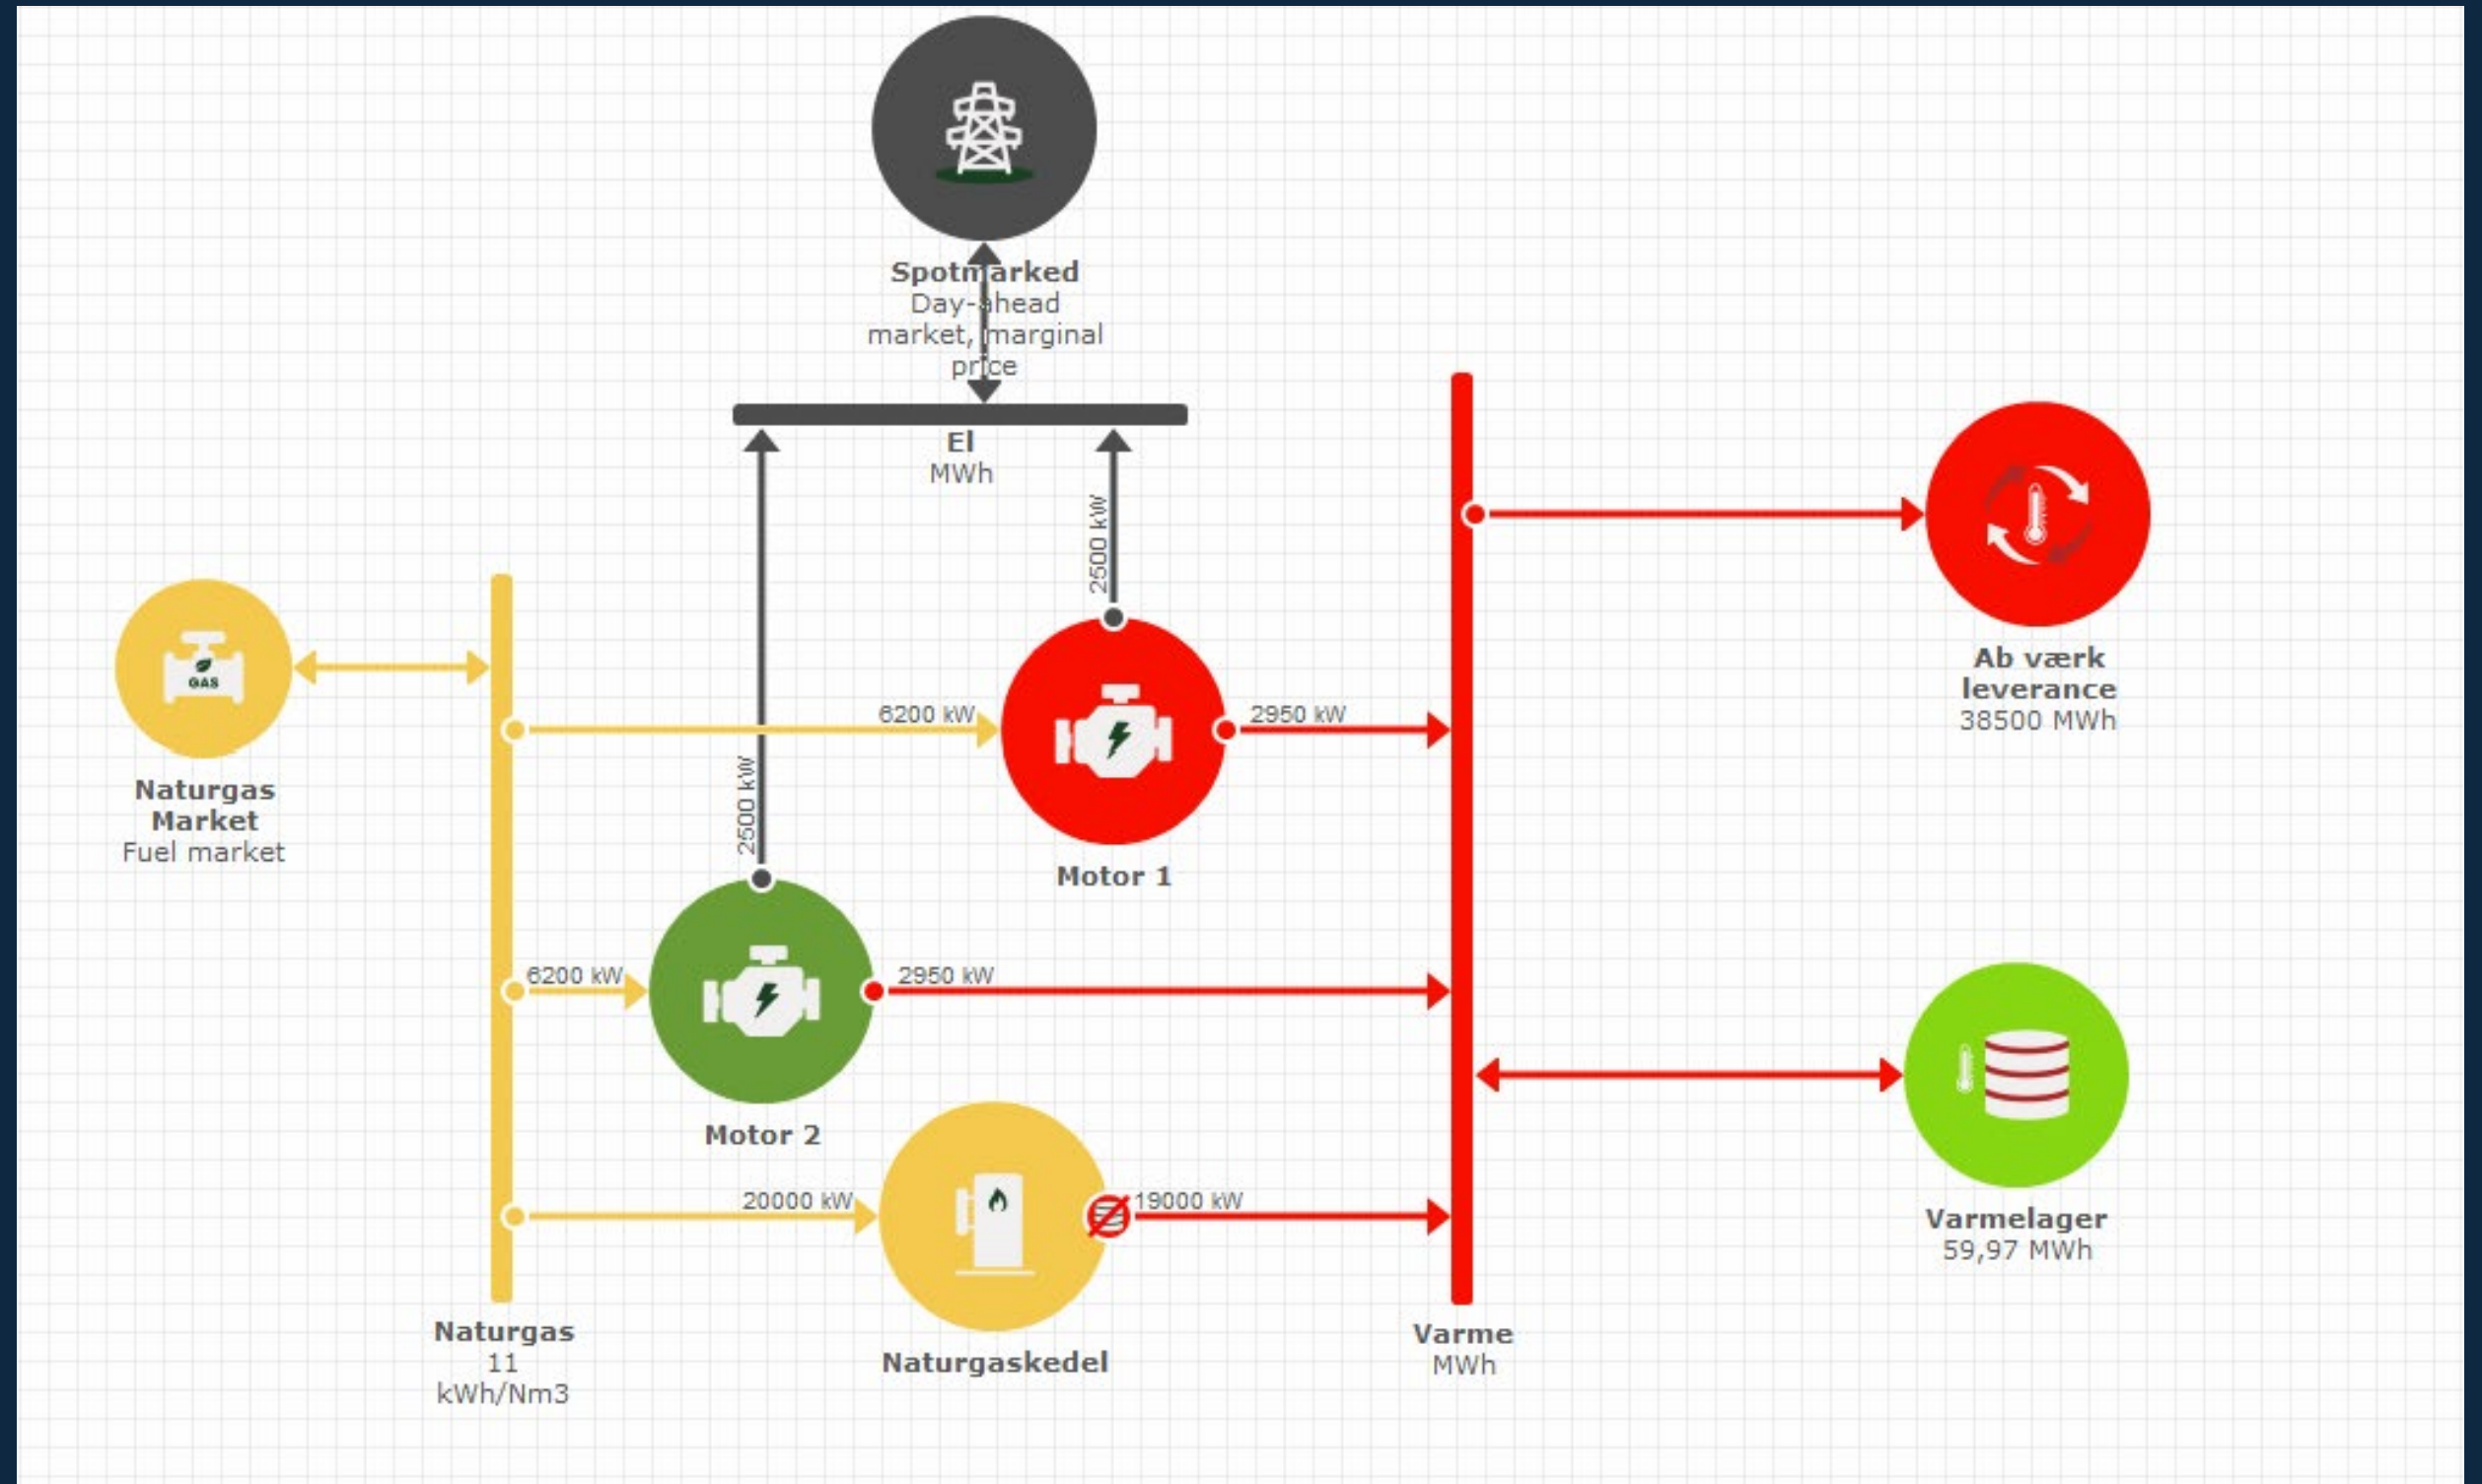 Spotmarked
Day-ahead
market, marginal
price
El
MWh
2500 kW
GAS
6200 kW
2950 kW
Ab værk
leverance
38500 MWh
Naturgas
Market
Fuel market
2500 kW
Motor 1
6200 kW
2950 kW
Motor 2
20000 kW
19000 kW
Varmelager
59,97 MWh
Naturgas
11
kWh/Nm3
Naturgaskedel
Varme
MWh